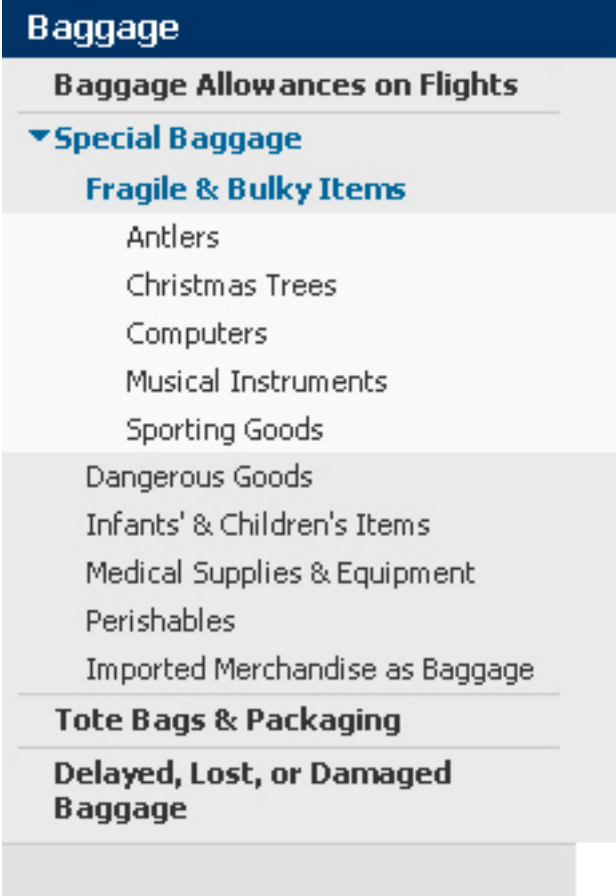 Baggage
Baggage Allowances on Flights
Special Baggage
Fragile & Bulky Items
Antlers
Christmas Trees
Computers
Musical Instruments
Sporting Goods
Dangerous Goods
Infants' & Children's Items
Medical Supplies & Equipment
Perishables
Imported Merchandise as Baggage
Tote Bags & Packaging
Delayed, Lost, or Damaged
Baggage